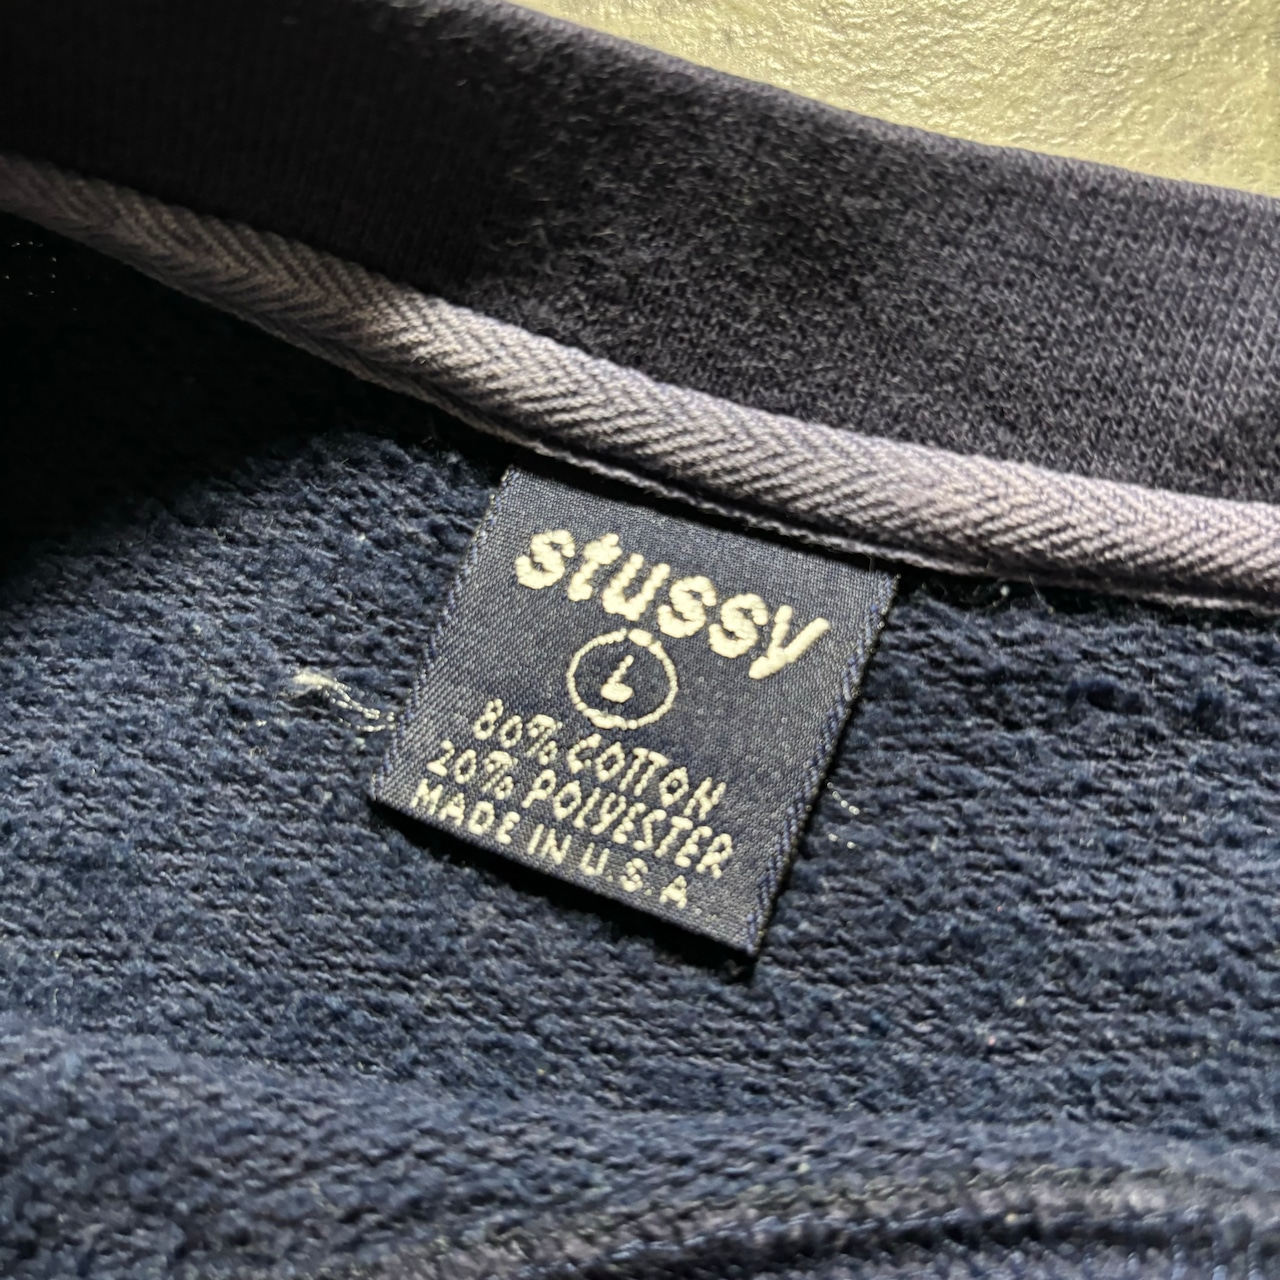 stussy
L
80% COTTON
20% POLYESTER
MADE IN U.S.A